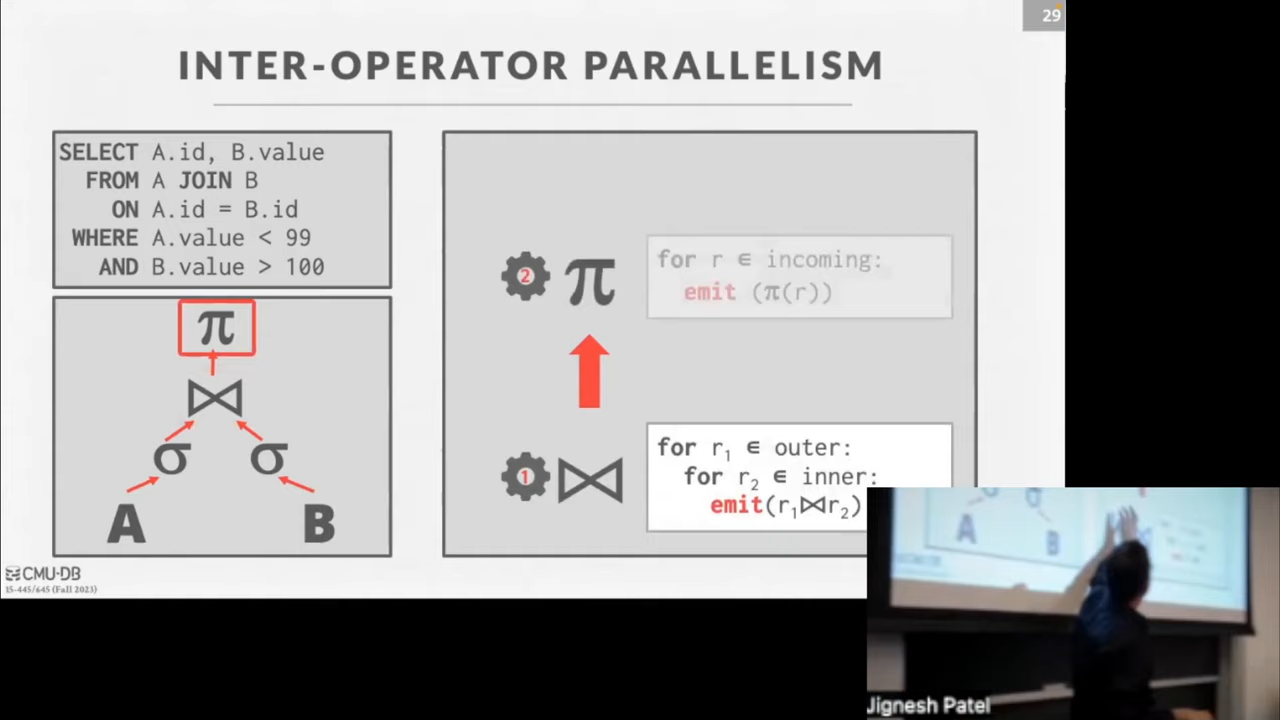 29
INTER-OPERATOR PARALLELISM
SELECT A.id, B.value
FROM A JOIN B
ON A.id = B.id
WHERE A.value < 99
AND B.value > 100
π
⋈
σ σ
A B
2 π
for r ∈ incoming:
emit (π(r))
1 ⋈
for r₁ ∈ outer:
for r₂ ∈ inner:
emit(r₁⋈r₂)
CMU-DB
15-445/645 (Fall 2023)
A
B
Jignesh Patel